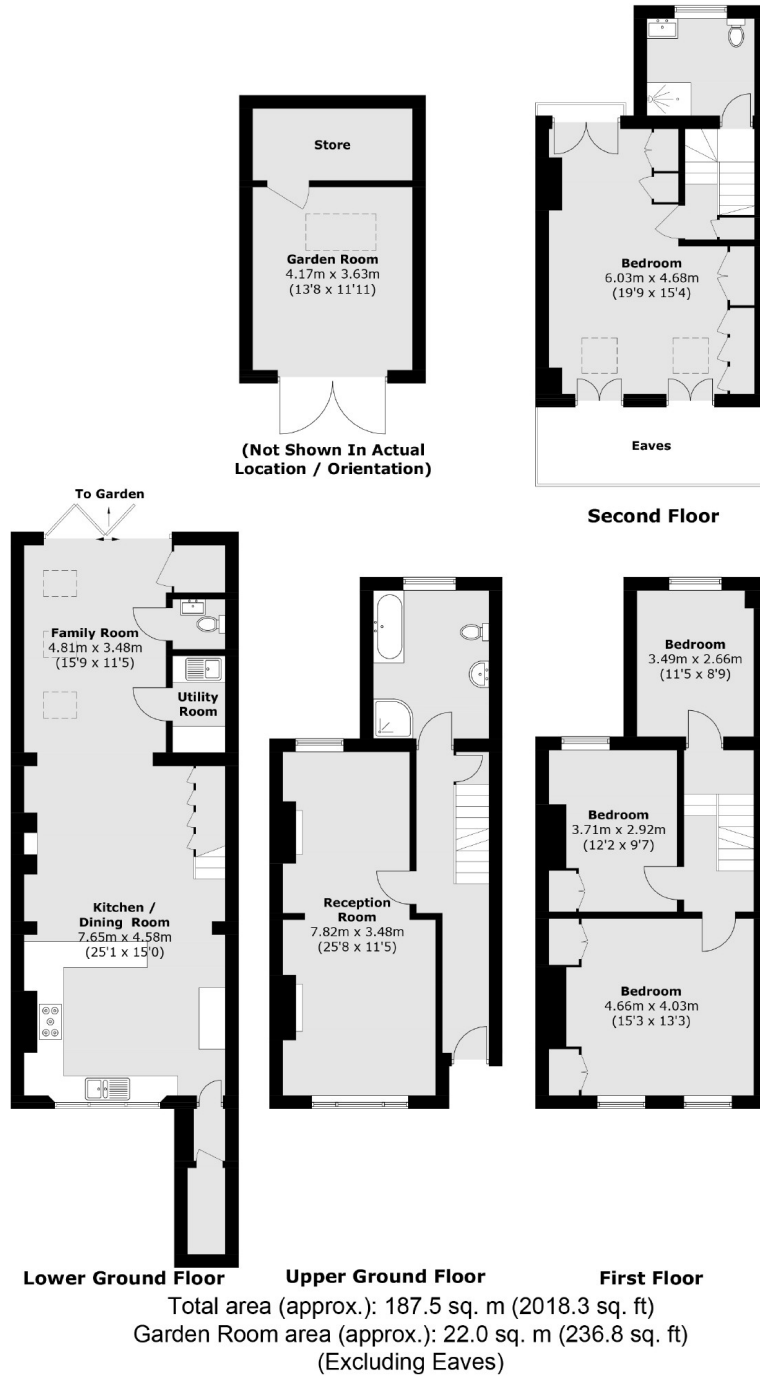 Store
Garden Room
4.17m x 3.63m
(13'8 x 11'11)
(Not Shown In Actual
Location / Orientation)
Bedroom
6.03m x 4.68m
(19'9 x 15'4)
Eaves
Second Floor
To Garden
Family Room
4.81m x 3.48m
(15'9 x 11'5)
Utility
Room
Kitchen /
Dining Room
7.65m x 4.58m
(25'1 x 15'0)
Lower Ground Floor
Reception
Room
7.82m x 3.48m
(25'8 x 11'5)
Upper Ground Floor
Bedroom
3.49m x 2.66m
(11'5 x 8'9)
Bedroom
3.71m x 2.92m
(12'2 x 9'7)
Bedroom
4.66m x 4.03m
(15'3 x 13'3)
First Floor
Total area (approx.): 187.5 sq. m (2018.3 sq. ft)
Garden Room area (approx.): 22.0 sq. m (236.8 sq. ft)
(Excluding Eaves)